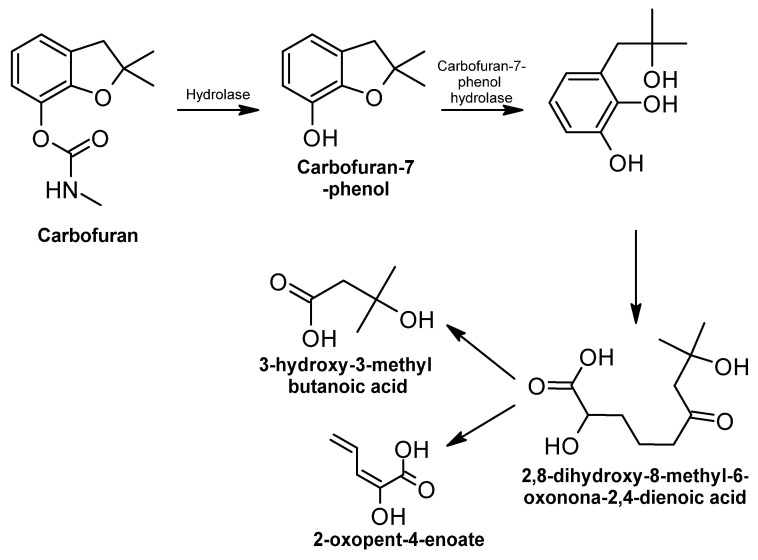 O
O
O
HN
Carbofuran
Hydrolase
O
OH
Carbofuran-7
-phenol
Carbofuran-7-
phenol
hydrolase
OH
OH
OH
O
OH
OH
3-hydroxy-3-methyl
butanoic acid
OH
O
OH
2-oxopent-4-enoate
OH
O
HO
OH
O
2,8-dihydroxy-8-methyl-6-
oxonona-2,4-dienoic acid